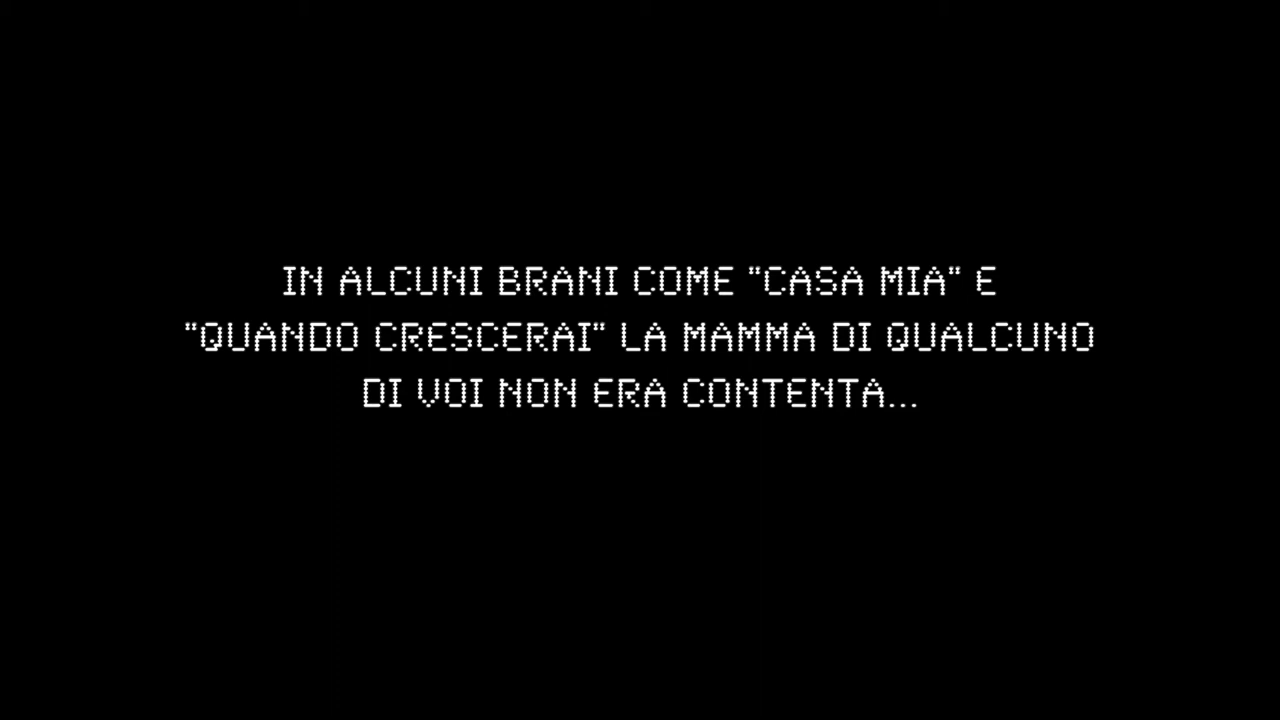 IN ALCUNI BRANI COME "CASA MIA" E
"QUANDO CRESCERAI" LA MAMMA DI QUALCUNO
DI VOI NON ERA CONTENTA...